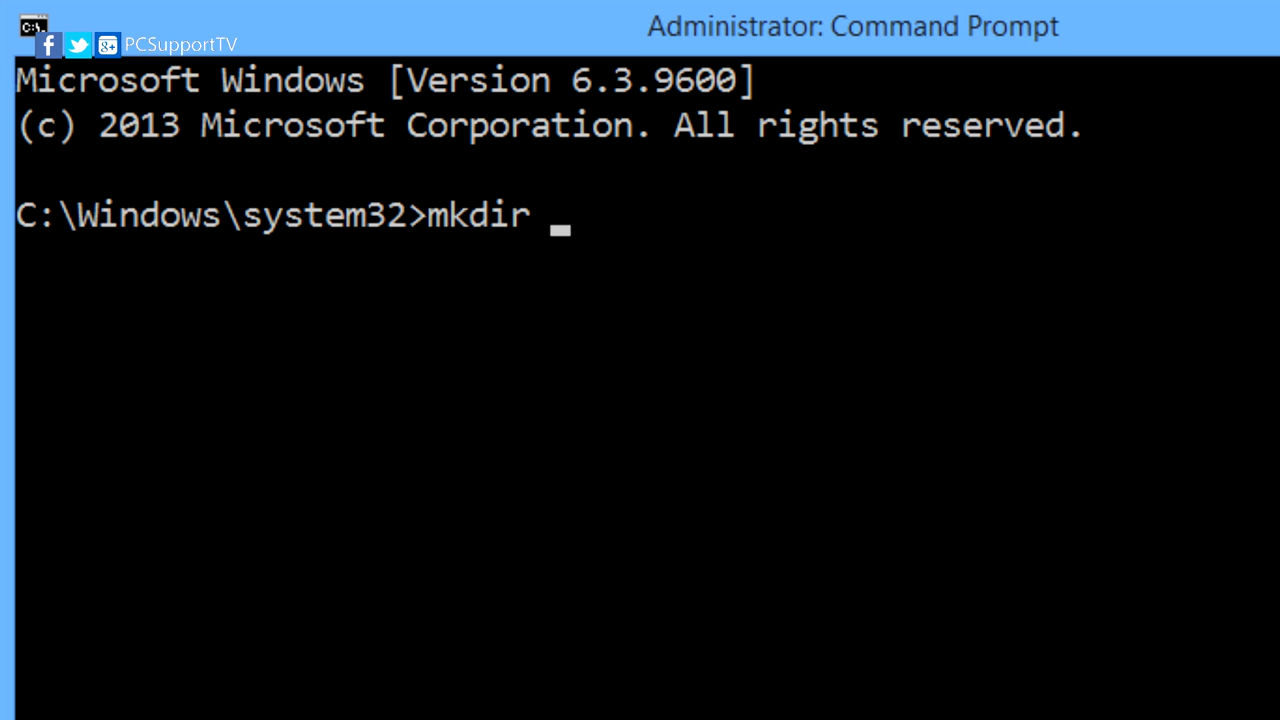 Administrator: Command Prompt
C:\.
PCSupportTV
Microsoft Windows [Version 6.3.9600]
(c) 2013 Microsoft Corporation. All rights reserved.
C:\Windows\system32>mkdir _